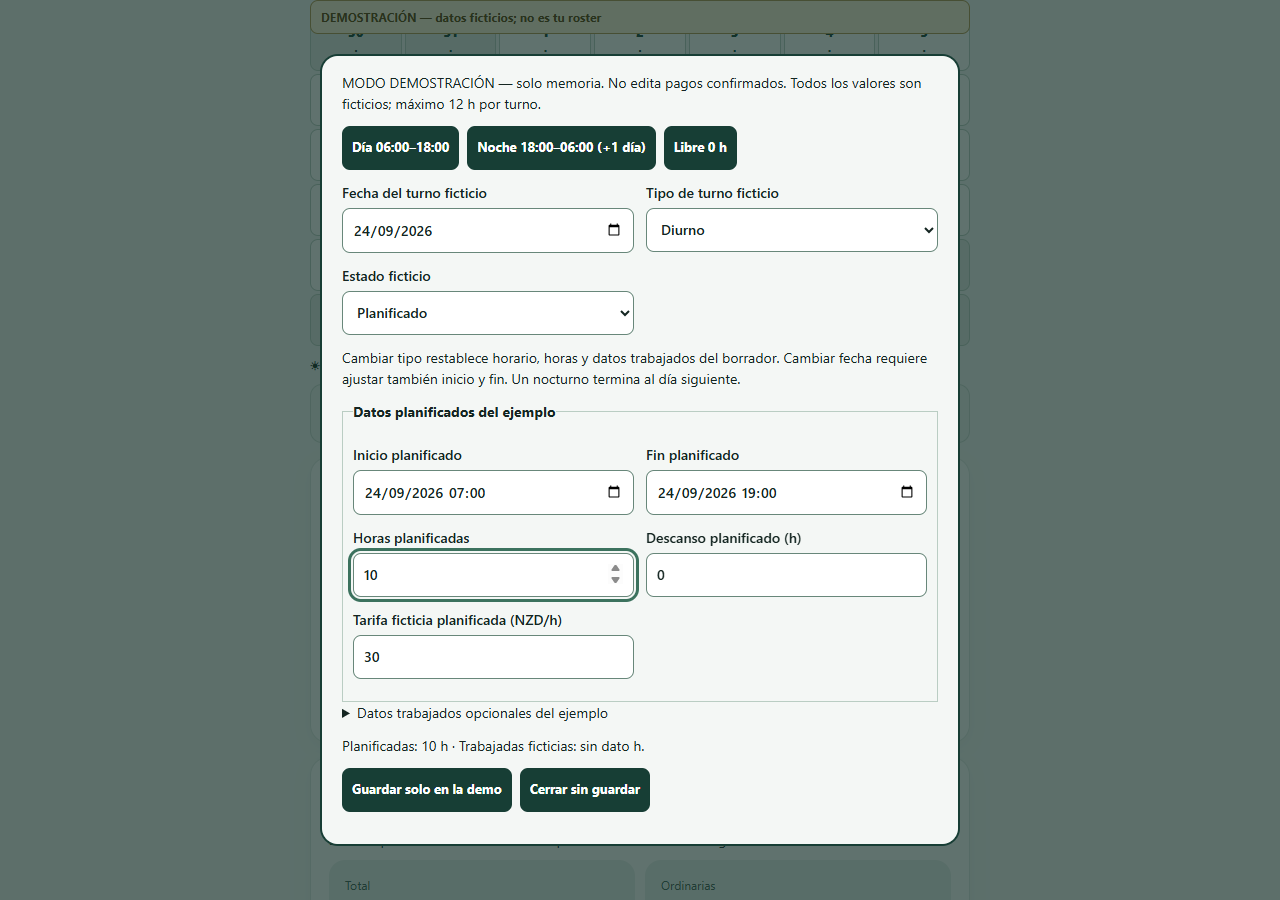 DEMOSTRACIÓN — datos ficticios; no es tu roster
MODO DEMOSTRACIÓN — solo memoria. No edita pagos confirmados. Todos los valores son
ficticios; máximo 12 h por turno.
Día 06:00–18:00
Noche 18:00–06:00 (+1 día)
Libre 0 h
Fecha del turno ficticio
Tipo de turno ficticio
24/09/2026
Diurno
Estado ficticio
Planificado
Cambiar tipo restablece horario, horas y datos trabajados del borrador. Cambiar fecha requiere
ajustar también inicio y fin. Un nocturno termina al día siguiente.
Datos planificados del ejemplo
Inicio planificado
Fin planificado
24/09/2026 07:00
24/09/2026 19:00
Horas planificadas
Descanso planificado (h)
10
0
Tarifa ficticia planificada (NZD/h)
30
Datos trabajados opcionales del ejemplo
Planificadas: 10 h · Trabajadas ficticias: sin dato h.
Guardar solo en la demo
Cerrar sin guardar
Total
Ordinarias